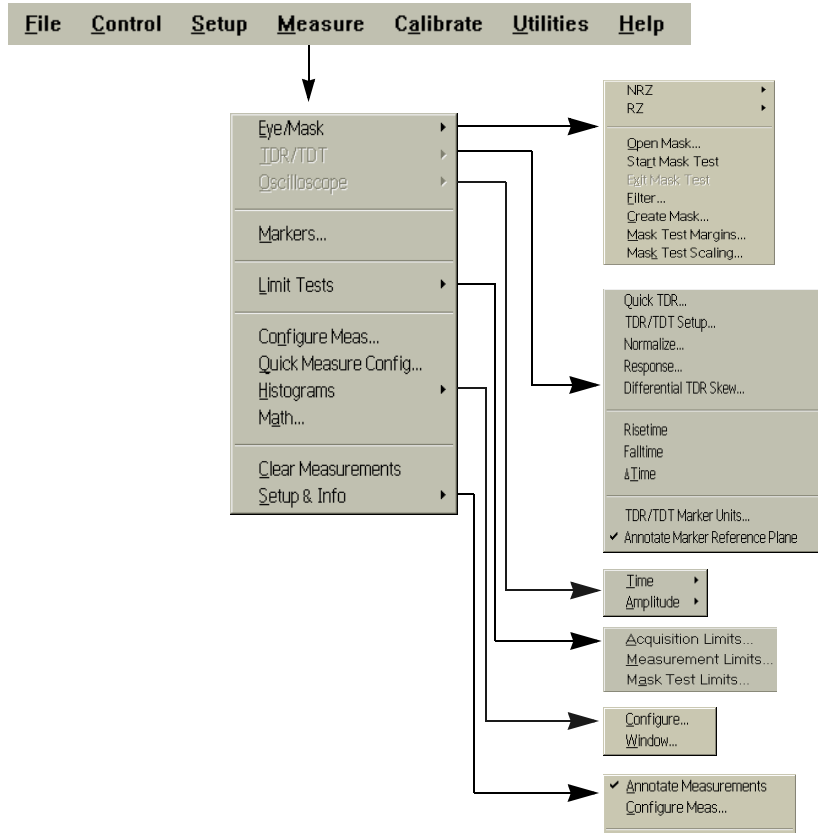 File Control Setup Measure Calibrate Utilities Help
Eye/Mask
TDR/TDT
Oscilloscope
Markers...
Limit Tests
Configure Meas...
Quick Measure Config...
Histograms
Math...
Clear Measurements
Setup & Info
NRZ
RZ
Open Mask...
Start Mask Test
Exit Mask Test
Filter...
Create Mask...
Mask Test Margins...
Mask Test Scaling...
Quick TDR...
TDR/TDT Setup...
Normalize...
Response...
Differential TDR Skew...
Risetime
Falltime
ΔTime
TDR/TDT Marker Units...
✓ Annotate Marker Reference Plane
Time
Amplitude
Acquisition Limits...
Measurement Limits...
Mask Test Limits...
Configure...
Window...
✓ Annotate Measurements
Configure Meas...